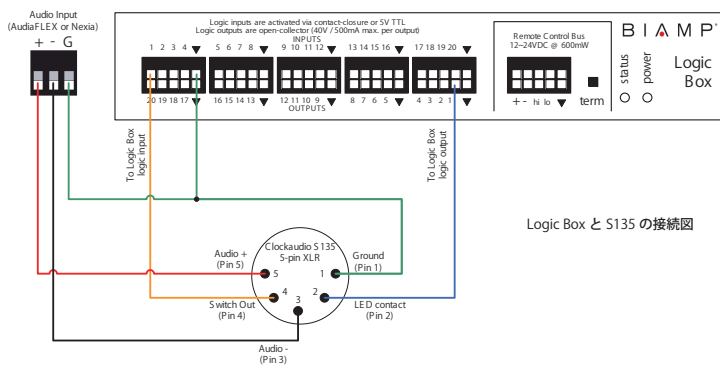 Audio Input
(AudiaFLEX or Nexia)
+ - G
Logic inputs are activated via contact-closure or 5V TTL
Logic outputs are open-collector (40V / 500mA max. per output)
INPUTS
1 2 3 4 ▼ 5 6 7 8 ▼ 9 10 11 12 ▼ 13 14 15 16 ▼ 17 18 19 20 ▼
20 19 18 17 ▼ 16 15 14 13 ▼ 12 11 10 9 ▼ 8 7 6 5 ▼ 4 3 2 1 ▼
OUTPUTS
Remote Control Bus
12~24VDC @ 600mW
+ - hi lo ▼
term
BIAMP
status
power
Logic
Box
To Logic Box
logic input
To Logic Box
logic output
Logic Box と S135 の接続図
Clockaudio S135
5-pin XLR
Audio +
(Pin 5)
Ground
(Pin 1)
5 1
4 2
3
Switch Out
(Pin 4)
LED contact
(Pin 2)
Audio -
(Pin 3)